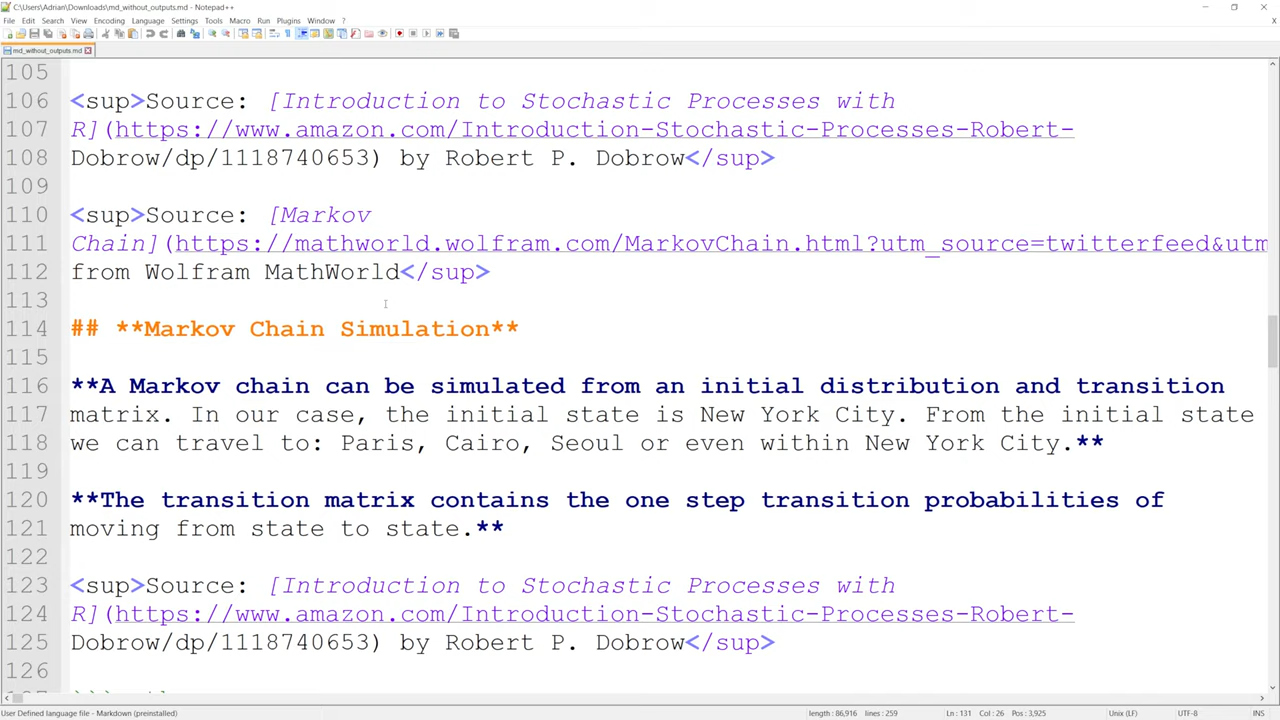 C:\Users\Adrian\Downloads\md_without_outputs.md - Notepad++
File Edit Search View Encoding Language Settings Tools Macro Run Plugins Window ?
md_without_outputs.md
105
106 <sup>Source: [Introduction to Stochastic Processes with
107 R](https://www.amazon.com/Introduction-Stochastic-Processes-Robert-
108 Dobrow/dp/1118740653) by Robert P. Dobrow</sup>
109
110 <sup>Source: [Markov
111 Chain](https://mathworld.wolfram.com/MarkovChain.html?utm_source=twitterfeed&utm
112 from Wolfram MathWorld</sup>
113
114 ## **Markov Chain Simulation**
115
116 **A Markov chain can be simulated from an initial distribution and transition
117 matrix. In our case, the initial state is New York City. From the initial state
118 we can travel to: Paris, Cairo, Seoul or even within New York City.**
119
120 **The transition matrix contains the one step transition probabilities of
121 moving from state to state.**
122
123 <sup>Source: [Introduction to Stochastic Processes with
124 R](https://www.amazon.com/Introduction-Stochastic-Processes-Robert-
125 Dobrow/dp/1118740653) by Robert P. Dobrow</sup>
126
User Defined language file - Markdown (preinstalled) length : 86,916 lines : 259 Ln : 131 Col : 26 Pos : 3,925 Unix (LF) UTF-8 INS